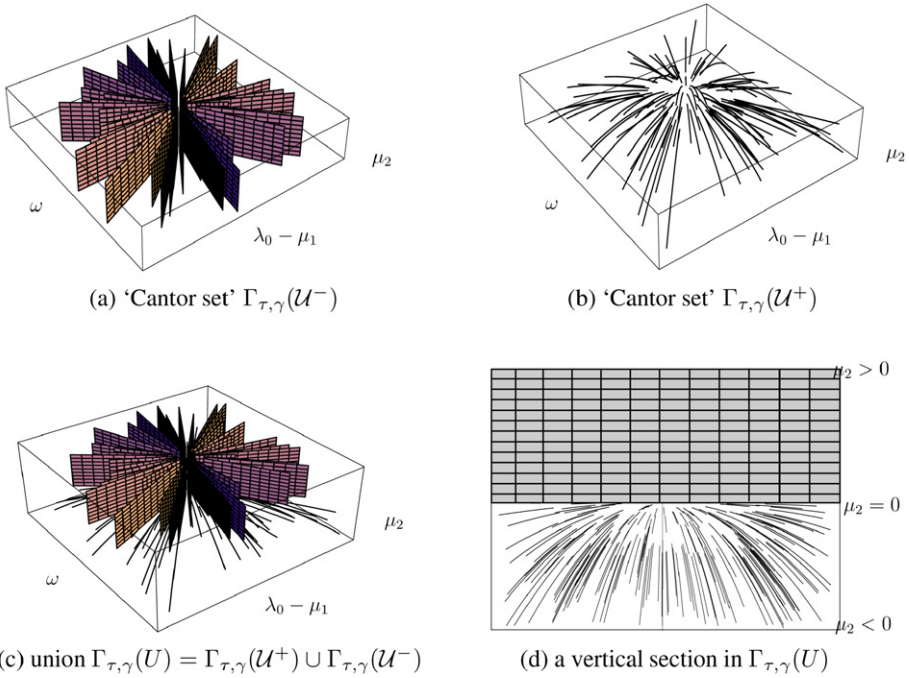 μ₂
ω
λ₀ − μ₁
(a) ‘Cantor set’ Γτ,γ(𝒰⁻)
μ₂
ω
λ₀ − μ₁
(b) ‘Cantor set’ Γτ,γ(𝒰⁺)
μ₂
ω
λ₀ − μ₁
(c) union Γτ,γ(U) = Γτ,γ(𝒰⁺) ∪ Γτ,γ(𝒰⁻)
μ₂ > 0
μ₂ = 0
μ₂ < 0
(d) a vertical section in Γτ,γ(U)